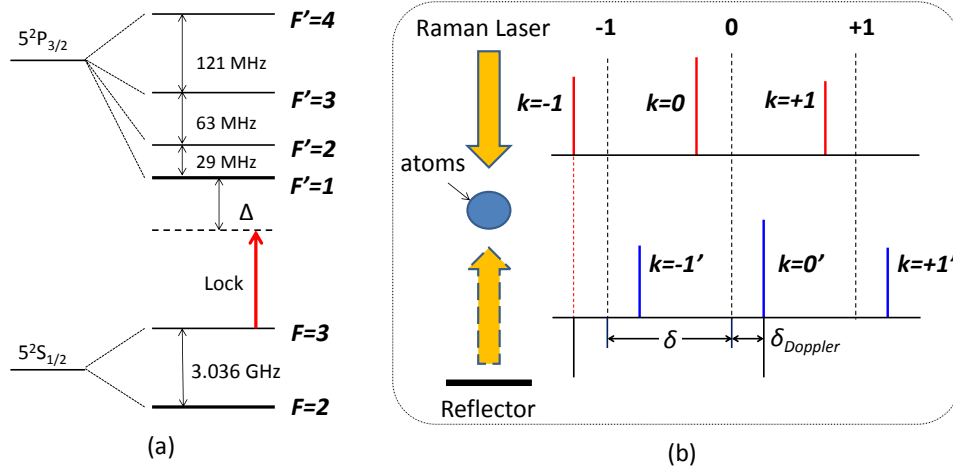 5²P₃/₂
F'=4
121 MHz
F'=3
63 MHz
F'=2
29 MHz
F'=1
Δ
Lock
F=3
5²S₁/₂
3.036 GHz
F=2
(a)
Raman Laser
-1
0
+1
k=-1
k=0
k=+1
atoms
k=-1'
k=0'
k=+1'
δ
δDoppler
Reflector
(b)